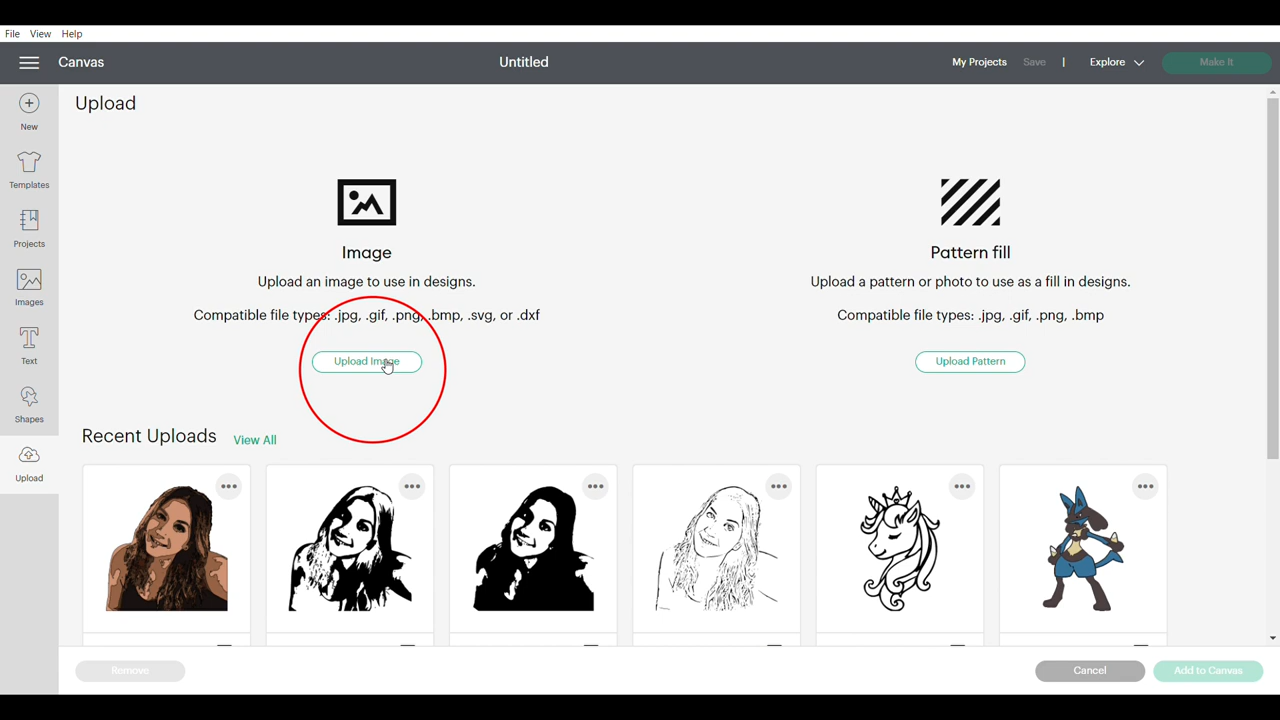 File View Help
Canvas Untitled My Projects Save | Explore Make It
New
Templates
Projects
Images
Text
Shapes
Upload
Upload
Image
Upload an image to use in designs.
Compatible file types: .jpg, .gif, .png, .bmp, .svg, or .dxf
Upload Image
Pattern fill
Upload a pattern or photo to use as a fill in designs.
Compatible file types: .jpg, .gif, .png, .bmp
Upload Pattern
Recent Uploads View All
Remove Cancel Add to Canvas